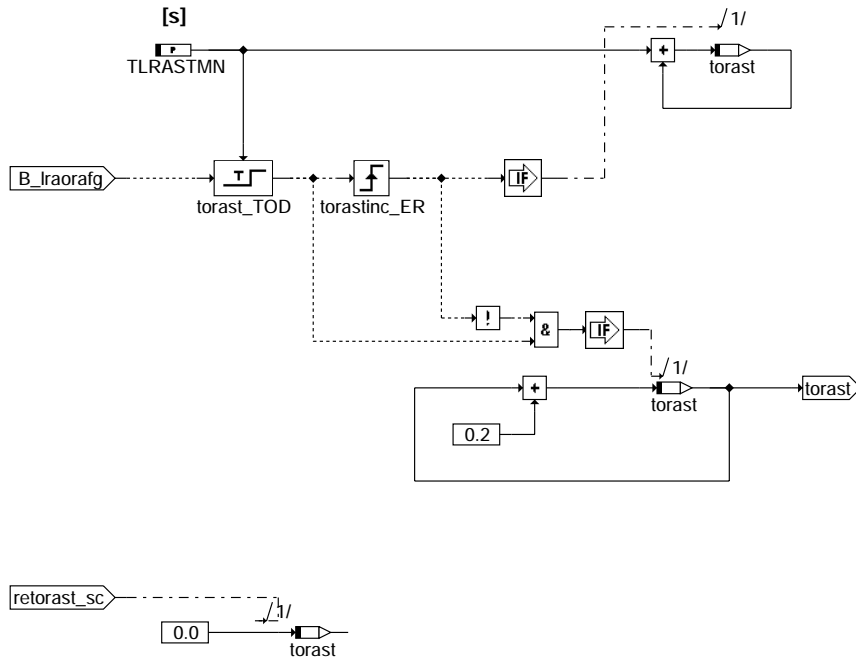 [s]
/1/
P
TLRASTMN
+
torast
B_lraorafg
T
torast_TOD
torastinc_ER
IF
!
&
IF
/1/
+
torast
torast
0.2
retorast_sc
/1/
0.0
torast